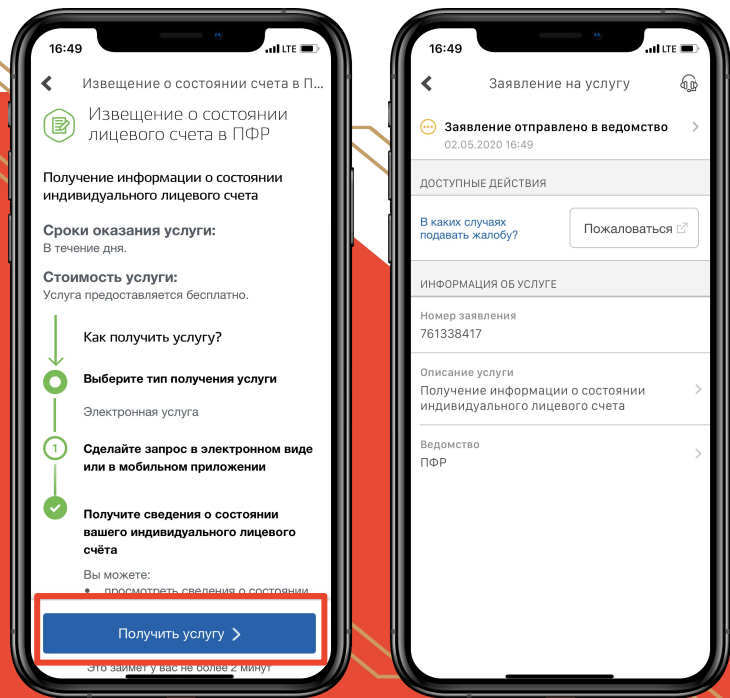 16:49
LTE
Извещение о состоянии счета в П...
Извещение о состоянии
лицевого счета в ПФР
Получение информации о состоянии
индивидуального лицевого счета
Сроки оказания услуги:
В течение дня.
Стоимость услуги:
Услуга предоставляется бесплатно.
Как получить услугу?
Выберите тип получения услуги
Электронная услуга
1
Сделайте запрос в электронном виде
или в мобильном приложении
Получите сведения о состоянии
вашего индивидуального лицевого
счёта
Вы можете:
• просмотреть сведения о состоянии
Получить услугу
Это займет у вас не более 2 минут
16:49
LTE
Заявление на услугу
Заявление отправлено в ведомство
02.05.2020 16:49
ДОСТУПНЫЕ ДЕЙСТВИЯ
В каких случаях
подавать жалобу?
Пожаловаться
ИНФОРМАЦИЯ ОБ УСЛУГЕ
Номер заявления
761338417
Описание услуги
Получение информации о состоянии
индивидуального лицевого счета
Ведомство
ПФР